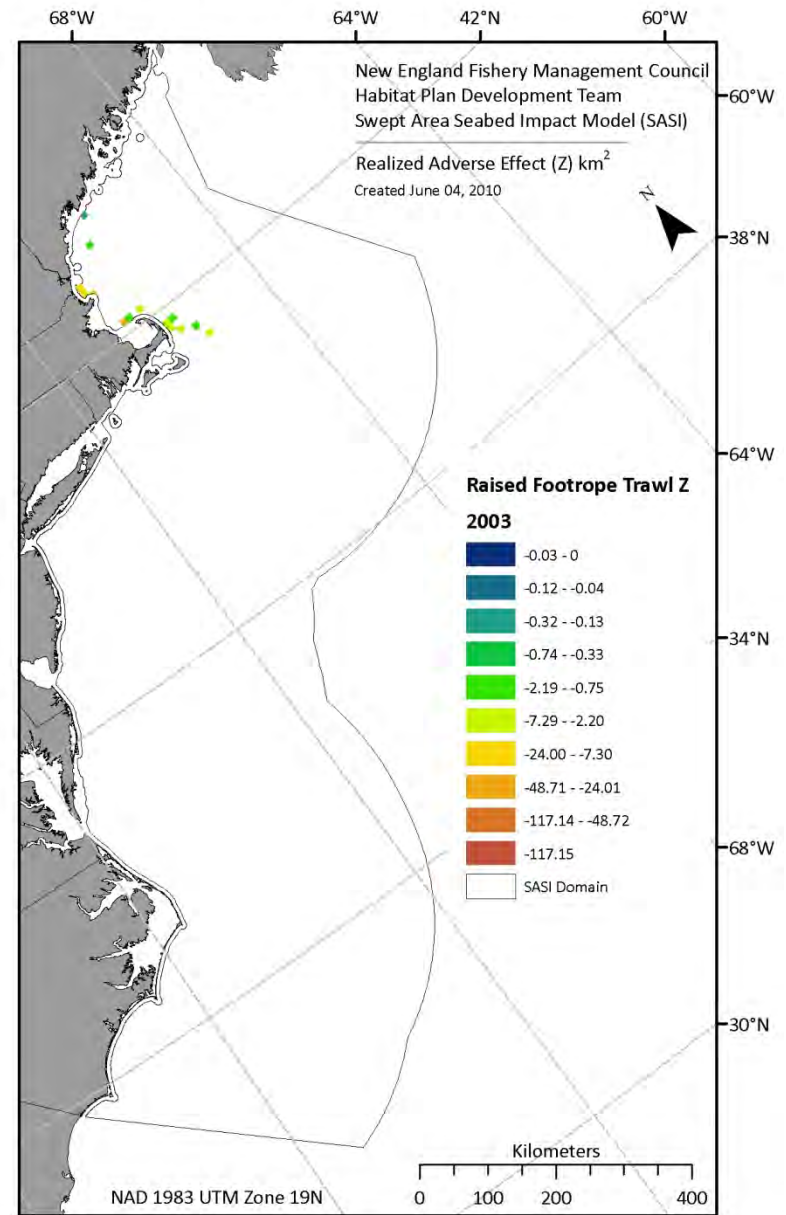 68°W
64°W
42°N
60°W
New England Fishery Management Council
Habitat Plan Development Team
Swept Area Seabed Impact Model (SASI)
Realized Adverse Effect (Z) km²
Created June 04, 2010
N
60°W
38°N
64°W
34°N
68°W
30°N
Raised Footrope Trawl Z
2003
-0.03 - 0
-0.12 - -0.04
-0.32 - -0.13
-0.74 - -0.33
-2.19 - -0.75
-7.29 - -2.20
-24.00 - -7.30
-48.71 - -24.01
-117.14 - -48.72
-117.15
SASI Domain
Kilometers
0 100 200 400
NAD 1983 UTM Zone 19N